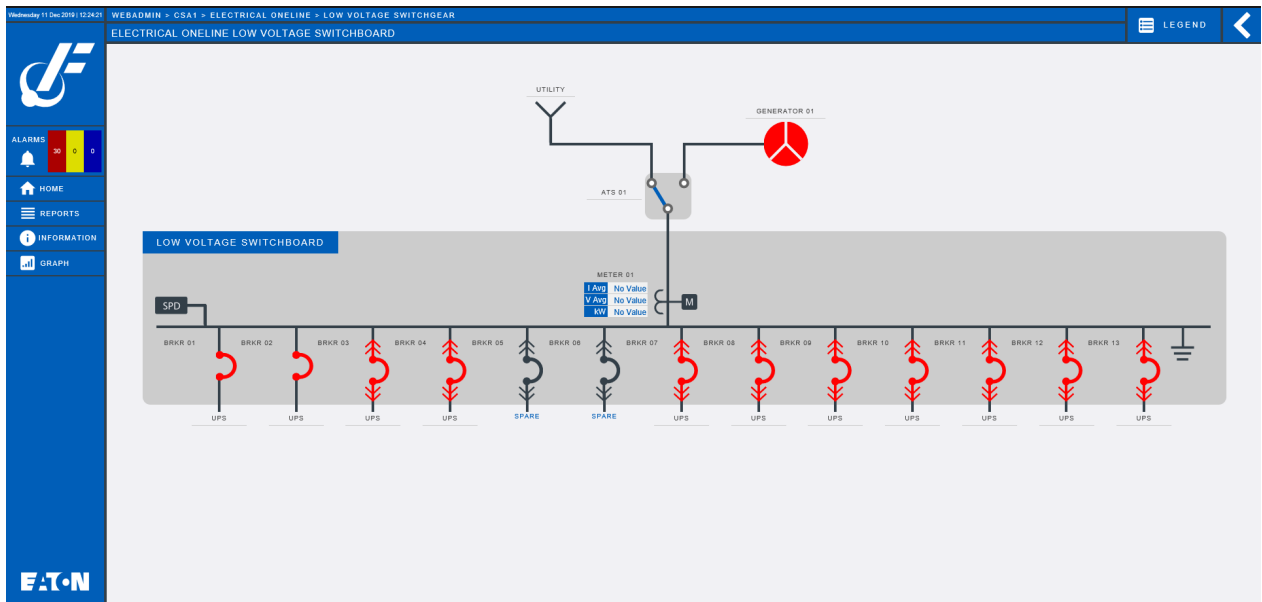 Wednesday 11 Dec 2019 | 12:24:21
WEBADMIN > CSA1 > ELECTRICAL ONELINE > LOW VOLTAGE SWITCHGEAR
ELECTRICAL ONELINE LOW VOLTAGE SWITCHBOARD
LEGEND
ALARMS
30 0 0
HOME
REPORTS
INFORMATION
GRAPH
UTILITY
GENERATOR 01
ATS 01
LOW VOLTAGE SWITCHBOARD
METER 01
I Avg No Value
V Avg No Value
kW No Value
M
SPD
BRKR 01 BRKR 02 BRKR 03 BRKR 04 BRKR 05 BRKR 06 BRKR 07 BRKR 08 BRKR 09 BRKR 10 BRKR 11 BRKR 12 BRKR 13
UPS UPS UPS UPS SPARE SPARE UPS UPS UPS UPS UPS UPS UPS
EATON